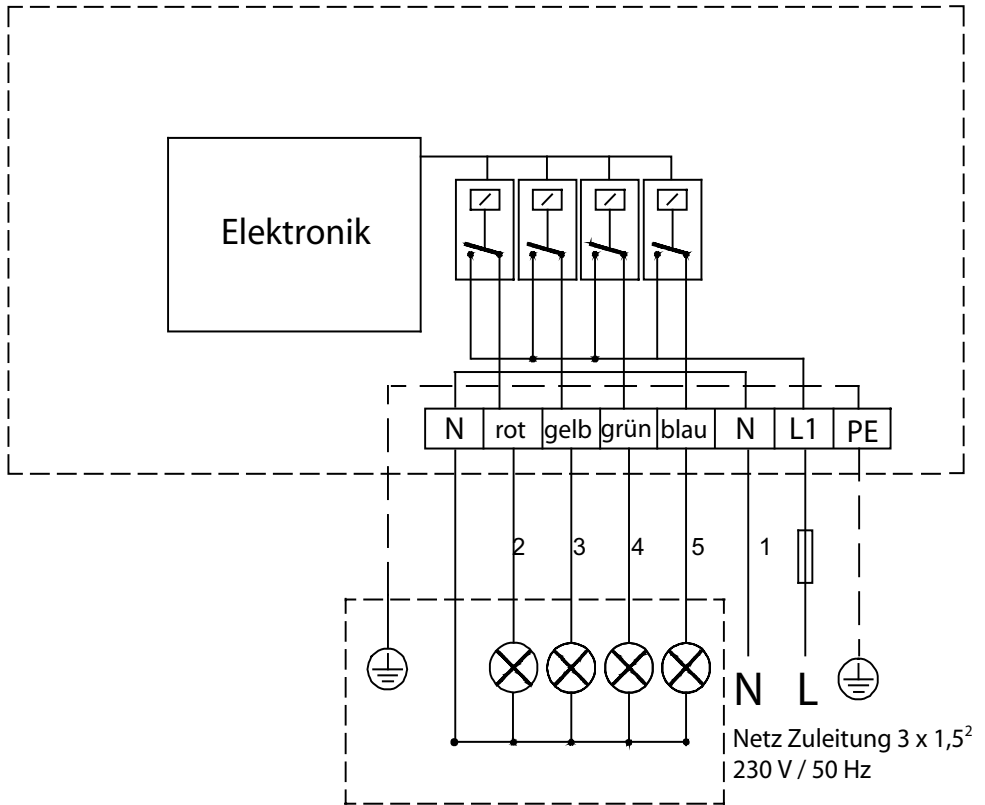 Elektronik
N rot gelb grün blau N L1 PE
2 3 4 5 1
N L
Netz Zuleitung 3 x 1,5²
230 V / 50 Hz